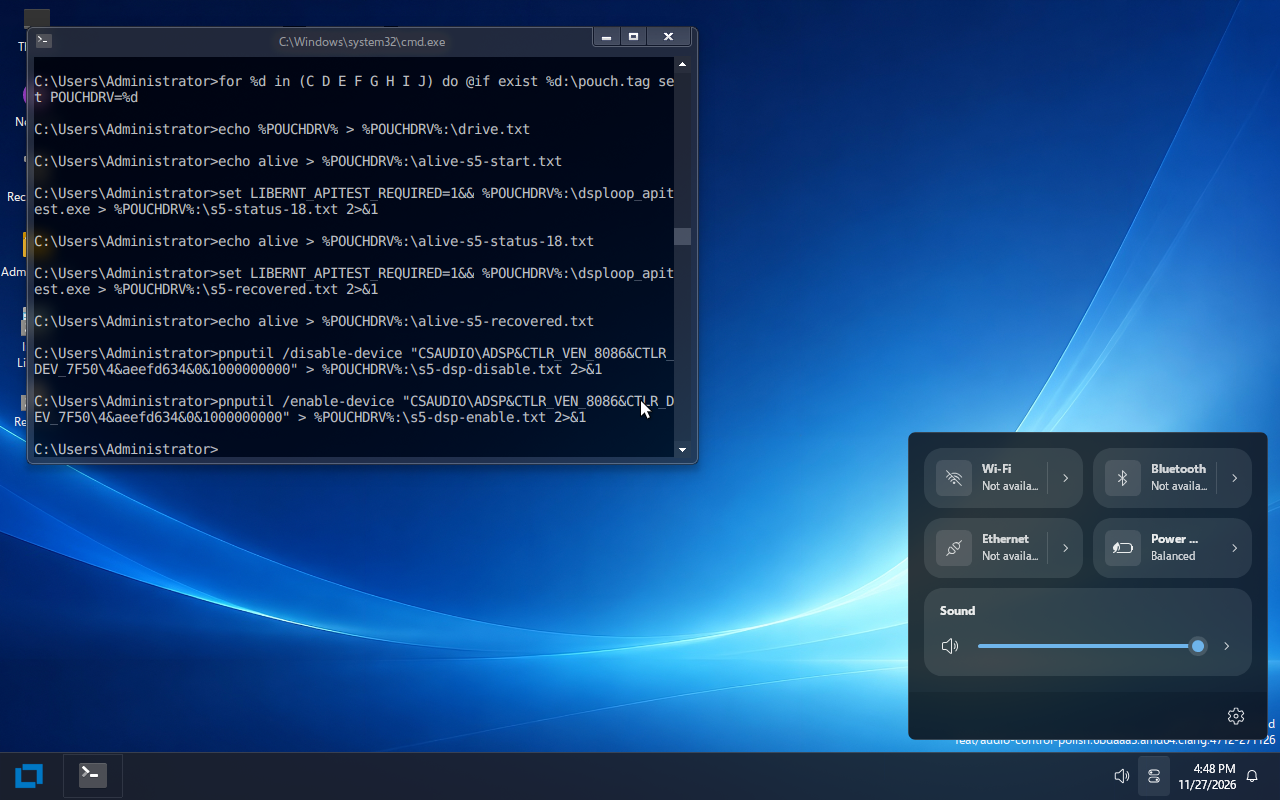 C:\Windows\system32\cmd.exe
C:\Users\Administrator>for %d in (C D E F G H I J) do @if exist %d:\pouch.tag se
t POUCHDRV=%d
C:\Users\Administrator>echo %POUCHDRV% > %POUCHDRV%:\drive.txt
C:\Users\Administrator>echo alive > %POUCHDRV%:\alive-s5-start.txt
C:\Users\Administrator>set LIBERNT_APITEST_REQUIRED=1&& %POUCHDRV%:\dsploop_apit
est.exe > %POUCHDRV%:\s5-status-18.txt 2>&1
C:\Users\Administrator>echo alive > %POUCHDRV%:\alive-s5-status-18.txt
C:\Users\Administrator>set LIBERNT_APITEST_REQUIRED=1&& %POUCHDRV%:\dsploop_apit
est.exe > %POUCHDRV%:\s5-recovered.txt 2>&1
C:\Users\Administrator>echo alive > %POUCHDRV%:\alive-s5-recovered.txt
C:\Users\Administrator>pnputil /disable-device "CSAUDIO\ADSP&CTLR_VEN_8086&CTLR_
DEV_7F50\4&aeefd634&0&1000000000" > %POUCHDRV%:\s5-dsp-disable.txt 2>&1
C:\Users\Administrator>pnputil /enable-device "CSAUDIO\ADSP&CTLR_VEN_8086&CTLR_D
EV_7F50\4&aeefd634&0&1000000000" > %POUCHDRV%:\s5-dsp-enable.txt 2>&1
C:\Users\Administrator>
Rec
Adm
Li
Re
Wi-Fi
Not availa...
Bluetooth
Not availa...
Ethernet
Not availa...
Power ...
Balanced
Sound
4:48 PM
11/27/2026